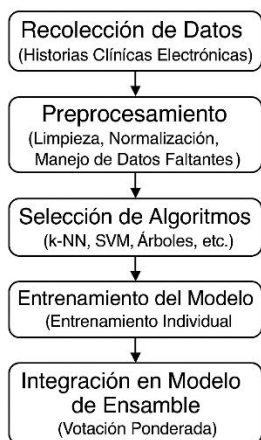 Recolección de Datos
(Historias Clínicas Electrónicas)
Preprocesamiento
(Limpieza, Normalización,
Manejo de Datos Faltantes)
Selección de Algoritmos
(k-NN, SVM, Árboles, etc.)
Entrenamiento del Modelo
(Entrenamiento Individual
Integración en Modelo
de Ensamble
(Votación Ponderada)